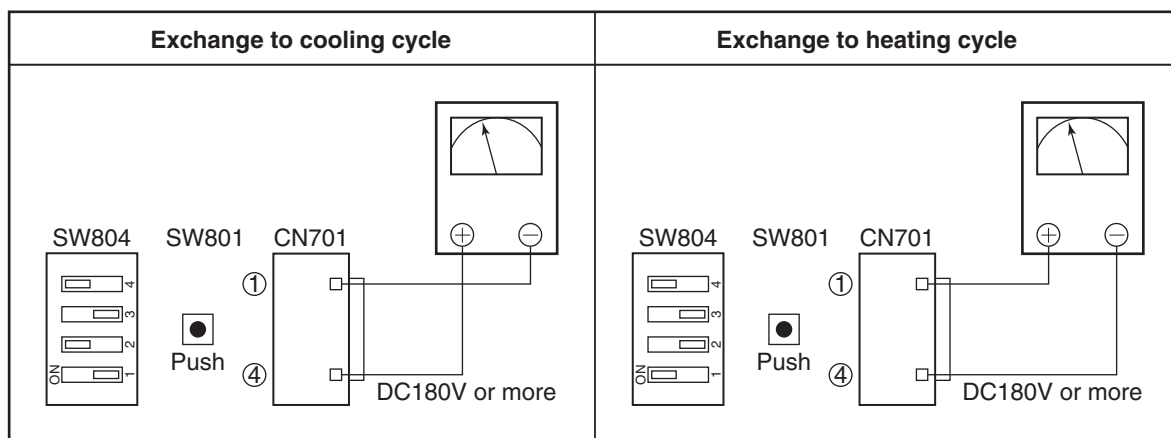 Exchange to cooling cycle
Exchange to heating cycle
SW804 SW801 CN701
+ −
4
3
2
1
ON
Push
①
④
DC180V or more
SW804 SW801 CN701
+ −
4
3
2
1
ON
Push
①
④
DC180V or more